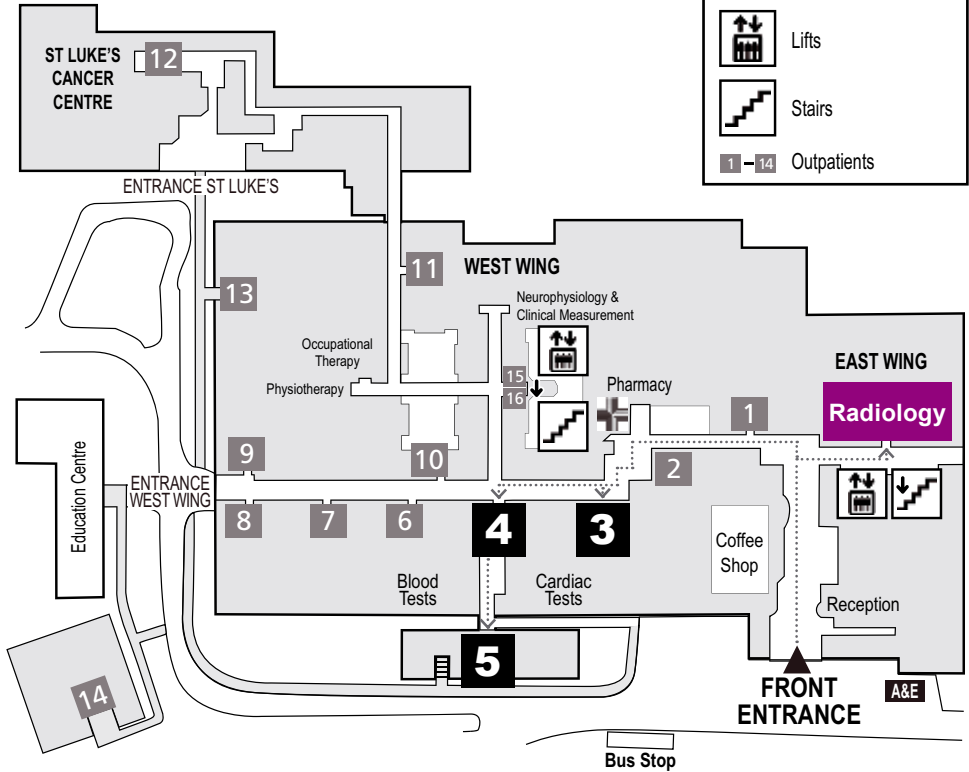 Lifts
Stairs
1 – 14 Outpatients
ST LUKE'S
CANCER
CENTRE
12
ENTRANCE ST LUKE'S
11
WEST WING
13
Neurophysiology &
Clinical Measurement
Occupational
Therapy
Physiotherapy
15
16
Pharmacy
EAST WING
Radiology
1
2
9
10
ENTRANCE
WEST WING
Education Centre
8
7
6
4
3
Coffee
Shop
Blood
Tests
Cardiac
Tests
Reception
5
14
FRONT
ENTRANCE
A&E
Bus Stop